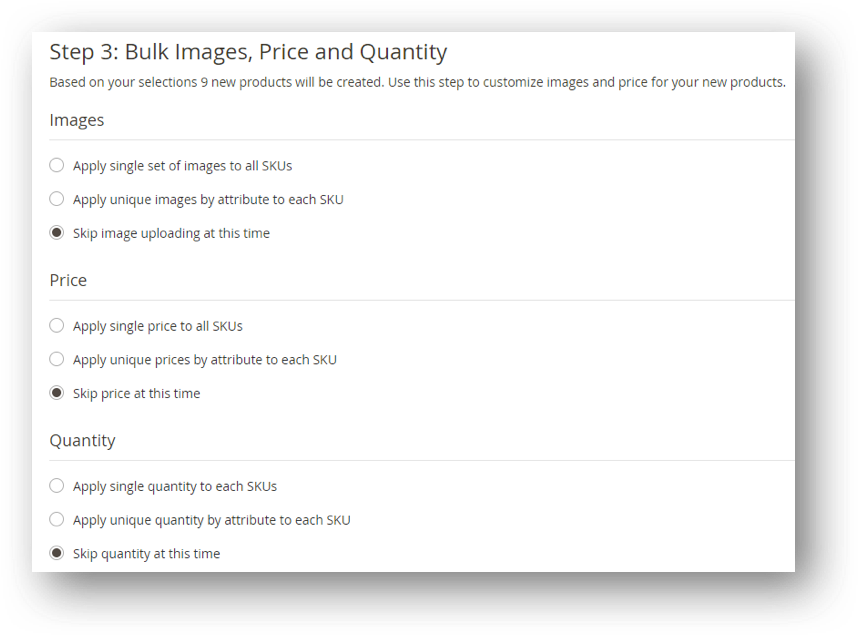 Step 3: Bulk Images, Price and Quantity
Based on your selections 9 new products will be created. Use this step to customize images and price for your new products.
Images
Apply single set of images to all SKUs
Apply unique images by attribute to each SKU
Skip image uploading at this time
Price
Apply single price to all SKUs
Apply unique prices by attribute to each SKU
Skip price at this time
Quantity
Apply single quantity to each SKUs
Apply unique quantity by attribute to each SKU
Skip quantity at this time